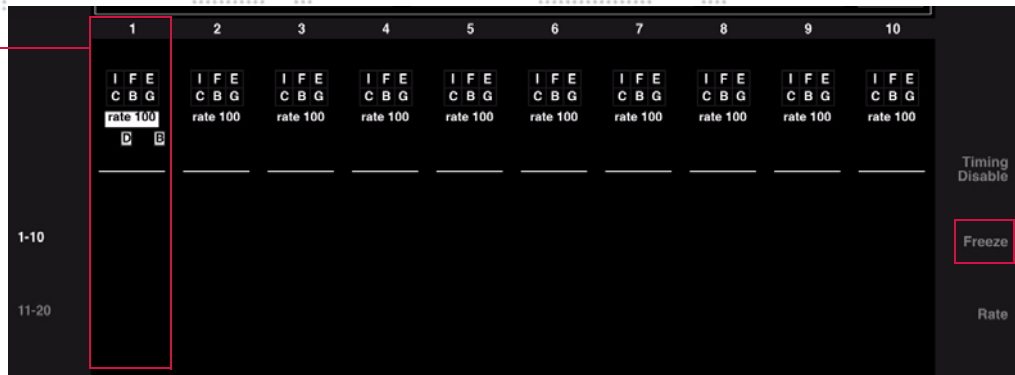 1 2 3 4 5 6 7 8 9 10
I F E I F E I F E I F E I F E I F E I F E I F E I F E I F E
C B G C B G C B G C B G C B G C B G C B G C B G C B G C B G
rate 100 rate 100 rate 100 rate 100 rate 100 rate 100 rate 100 rate 100 rate 100 rate 100
D B
Timing
Disable
1-10
Freeze
11-20
Rate